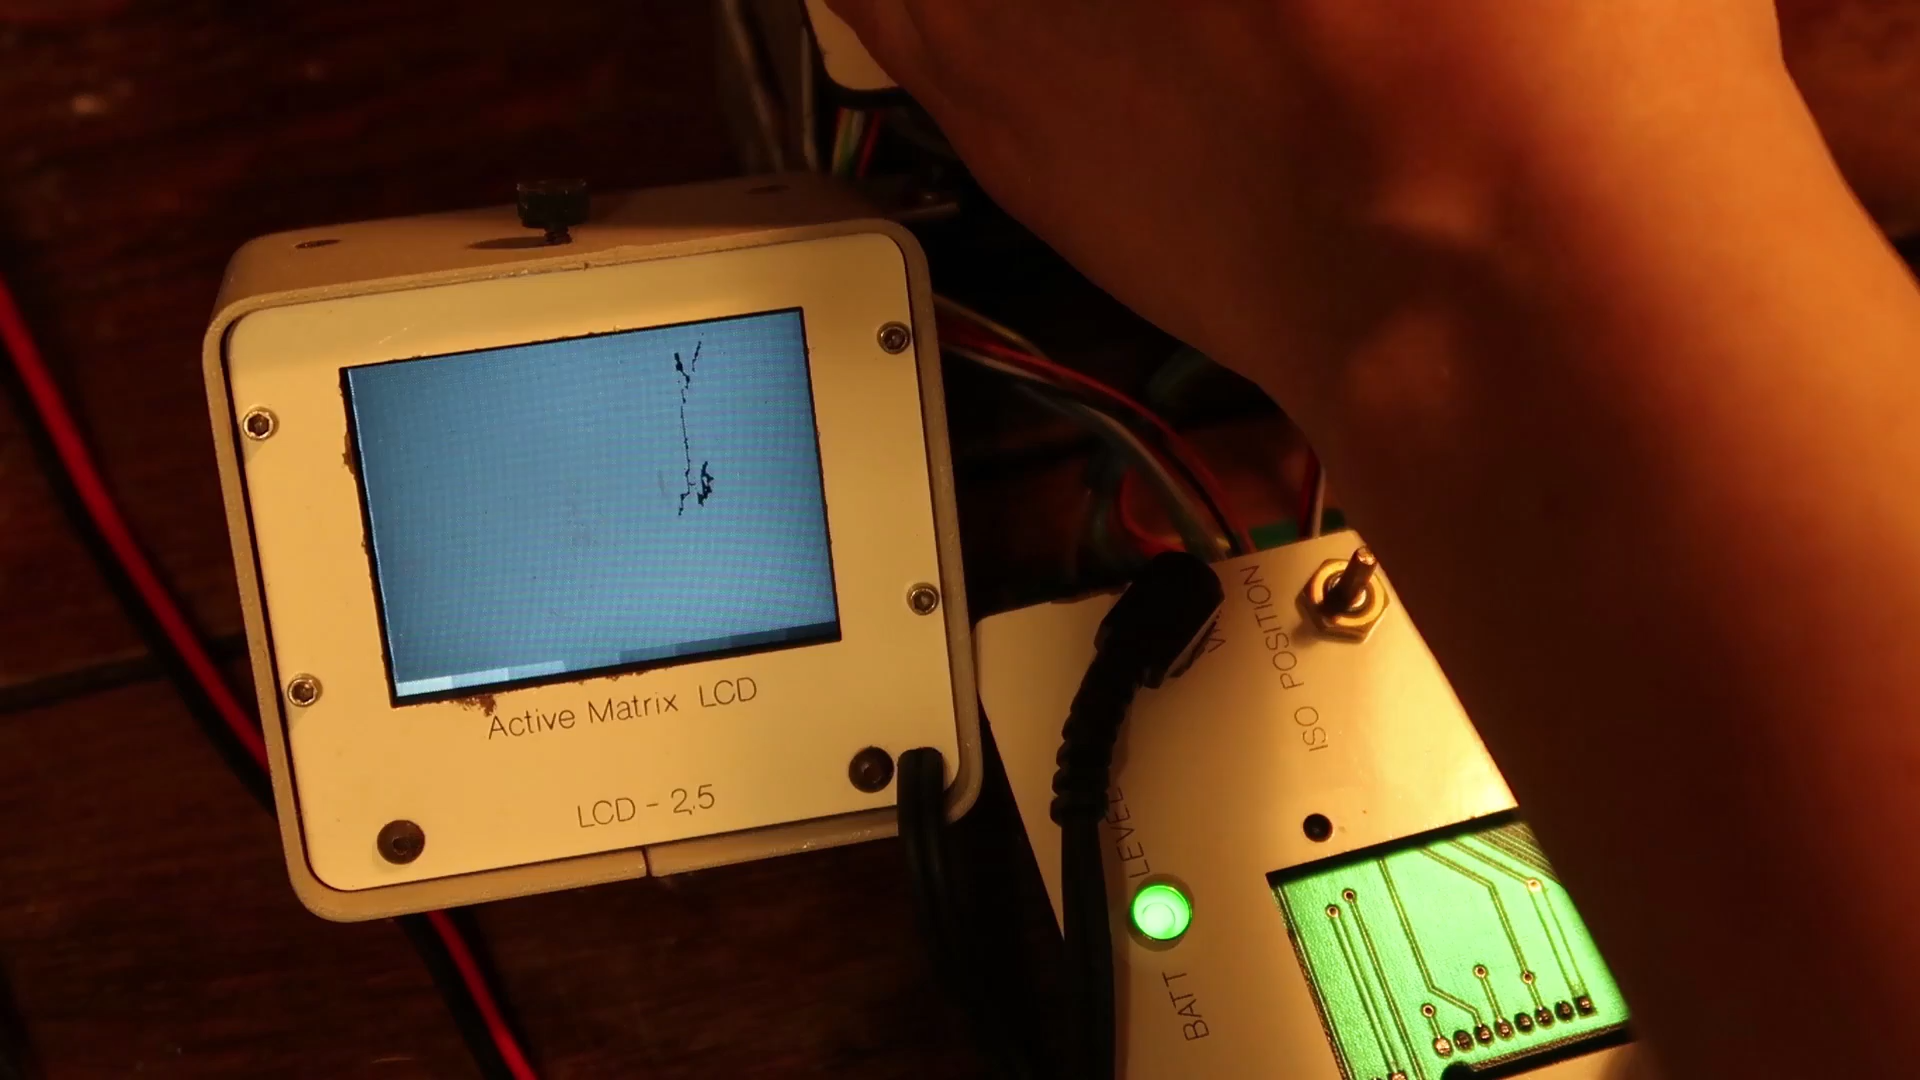 Active Matrix LCD
LCD - 2.5
ISO POSITION
LEVEL
BATT